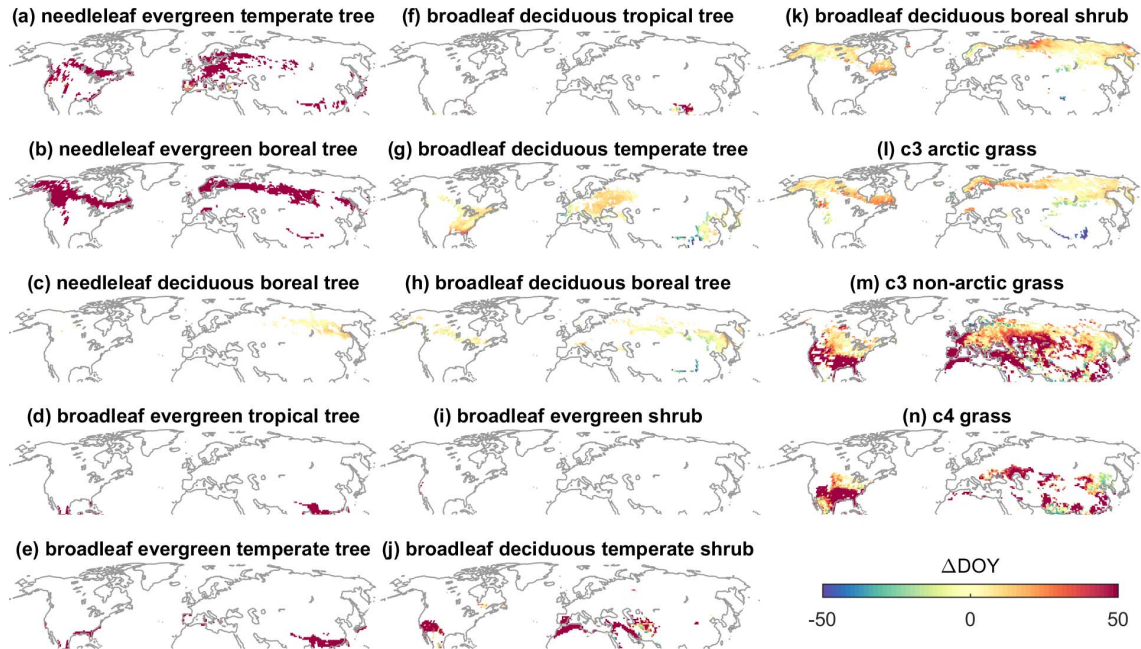 (a) needleleaf evergreen temperate tree
(f) broadleaf deciduous tropical tree
(k) broadleaf deciduous boreal shrub
(b) needleleaf evergreen boreal tree
(g) broadleaf deciduous temperate tree
(l) c3 arctic grass
(c) needleleaf deciduous boreal tree
(h) broadleaf deciduous boreal tree
(m) c3 non-arctic grass
(d) broadleaf evergreen tropical tree
(i) broadleaf evergreen shrub
(n) c4 grass
(e) broadleaf evergreen temperate tree
(j) broadleaf deciduous temperate shrub
ΔDOY
-50 0 50